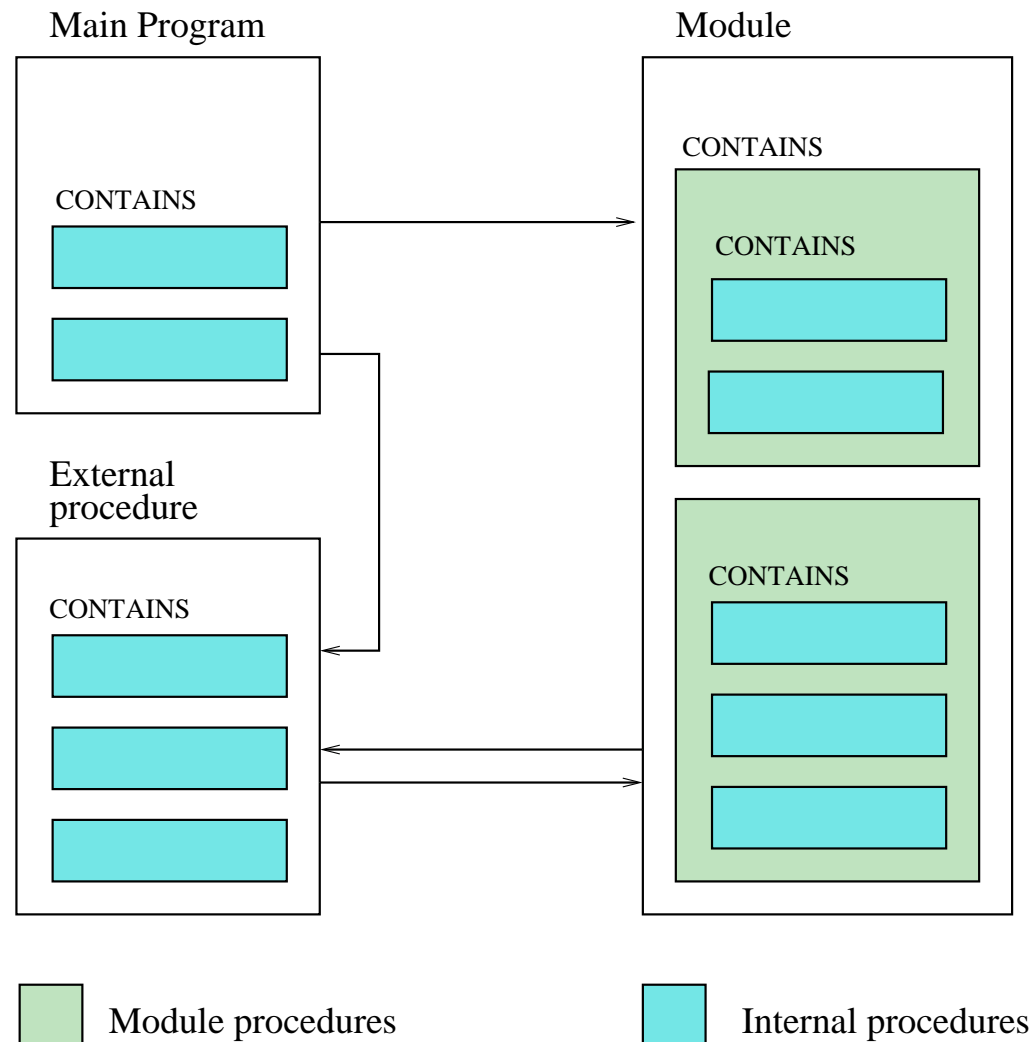 Main Program
Module
CONTAINS
CONTAINS
CONTAINS
External
procedure
CONTAINS
CONTAINS
Module procedures
Internal procedures